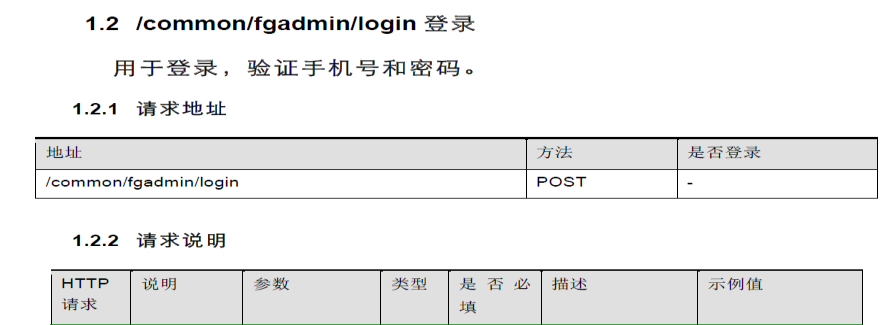 1.2 /common/fgadmin/login 登录
用于登录，验证手机号和密码。
1.2.1 请求地址
地址 方法 是否登录
/common/fgadmin/login POST -
1.2.2 请求说明
HTTP 说明 参数 类型 是否必 描述 示例值
请求 填